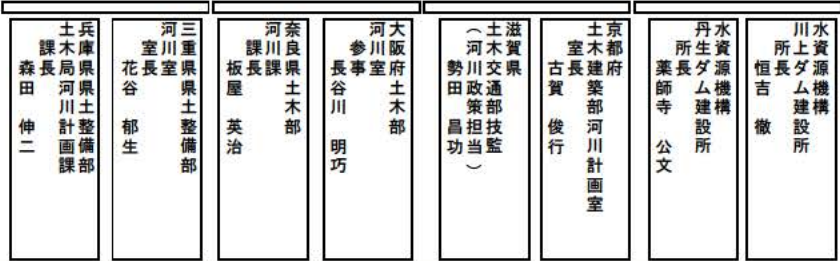 水資源機構
川上ダム建設所
所長
恒吉 徹
水資源機構
丹生ダム建設所
所長
薬師寺 公文
京都府
土木建築部河川計画室
室長
古賀 俊行
滋賀県
土木交通部技監
（河川政策担当）
勢田 昌功
大阪府土木部
河川室
参事
長谷川 明巧
奈良県土木部
河川課
課長
板屋 英治
三重県県土整備部
河川室
室長
花谷 郁生
兵庫県県土整備部
土木局河川計画課
課長
森田 伸二